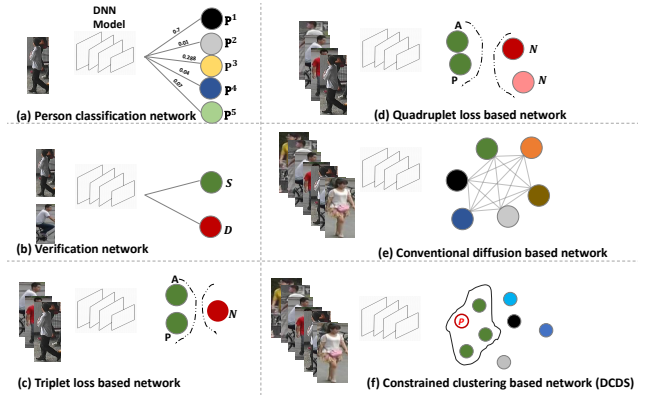 DNN
Model
0.7
0.01
0.288
0.04
0.07
P1
P2
P3
P4
P5
(a) Person classification network
A
P
N
N
(d) Quadruplet loss based network
S
D
(b) Verification network
(e) Conventional diffusion based network
A
P
N
(c) Triplet loss based network
P
(f) Constrained clustering based network (DCDS)